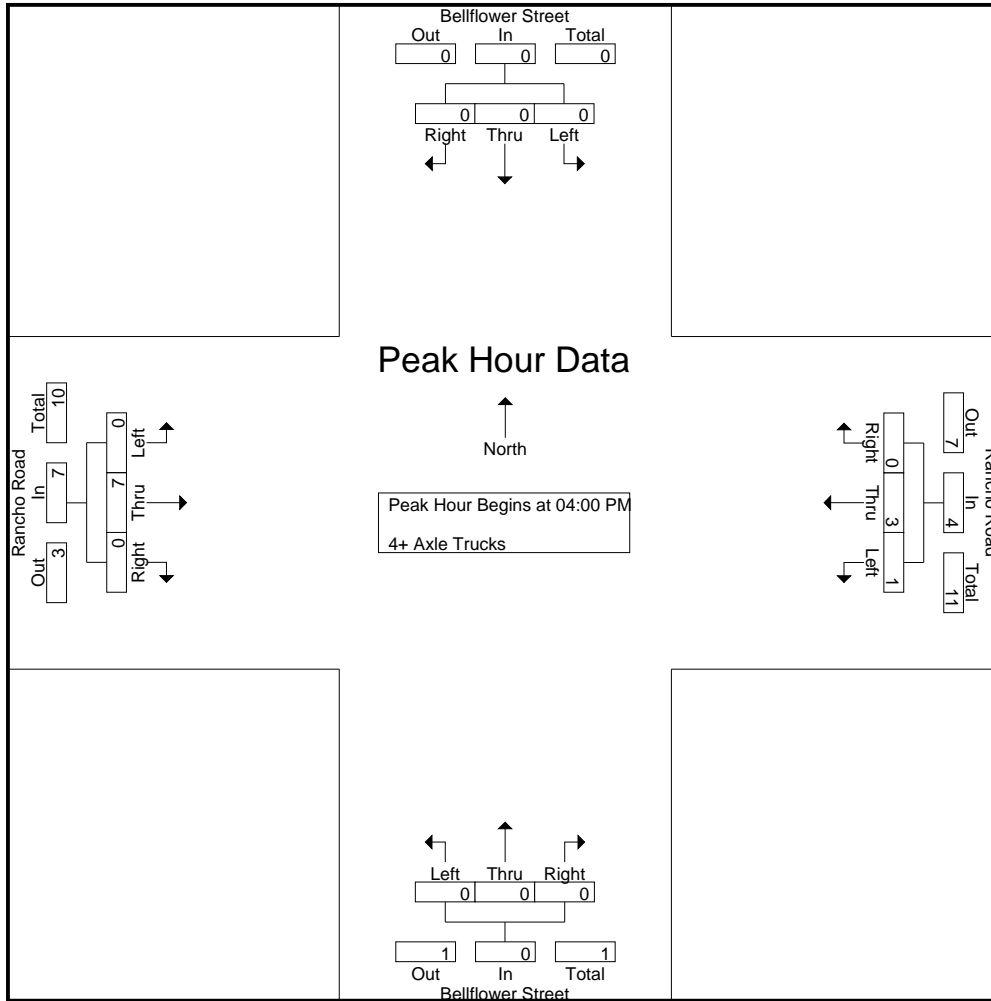 Bellflower Street
Out In Total
0 0 0
0 0 0
Right Thru Left
Peak Hour Data
North
Peak Hour Begins at 04:00 PM
4+ Axle Trucks
Rancho Road
Out In Total
3 7 10
0 7 0
Right Thru Left
Rancho Road
Out In Total
7 4 11
0 3 1
Right Thru Left
Left Thru Right
0 0 0
1 0 1
Out In Total
Bellflower Street